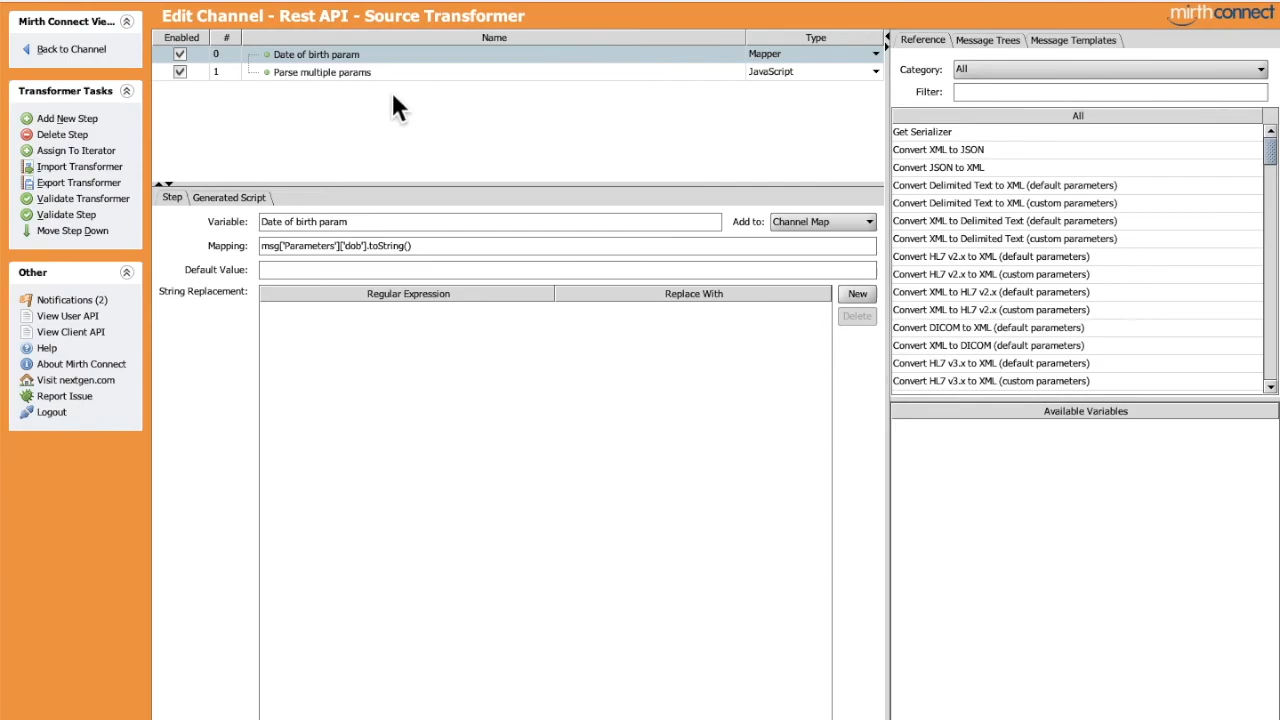 Mirth Connect Vie...
Back to Channel
Transformer Tasks
Add New Step
Delete Step
Assign To Iterator
Import Transformer
Export Transformer
Validate Transformer
Validate Step
Move Step Down
Other
Notifications (2)
View User API
View Client API
Help
About Mirth Connect
Visit nextgen.com
Report Issue
Logout
Edit Channel - Rest API - Source Transformer
mirth connect
Enabled # Name Type
0 Date of birth param Mapper
1 Parse multiple params JavaScript
Step Generated Script
Variable: Date of birth param Add to: Channel Map
Mapping: msg['Parameters']['dob'].toString()
Default Value:
String Replacement: Regular Expression Replace With New
Delete
Reference Message Trees Message Templates
Category: All
Filter:
All
Get Serializer
Convert XML to JSON
Convert JSON to XML
Convert Delimited Text to XML (default parameters)
Convert Delimited Text to XML (custom parameters)
Convert XML to Delimited Text (default parameters)
Convert XML to Delimited Text (custom parameters)
Convert HL7 v2.x to XML (default parameters)
Convert HL7 v2.x to XML (custom parameters)
Convert XML to HL7 v2.x (default parameters)
Convert XML to HL7 v2.x (custom parameters)
Convert DICOM to XML (default parameters)
Convert XML to DICOM (default parameters)
Convert HL7 v3.x to XML (default parameters)
Convert HL7 v3.x to XML (custom parameters)
Available Variables